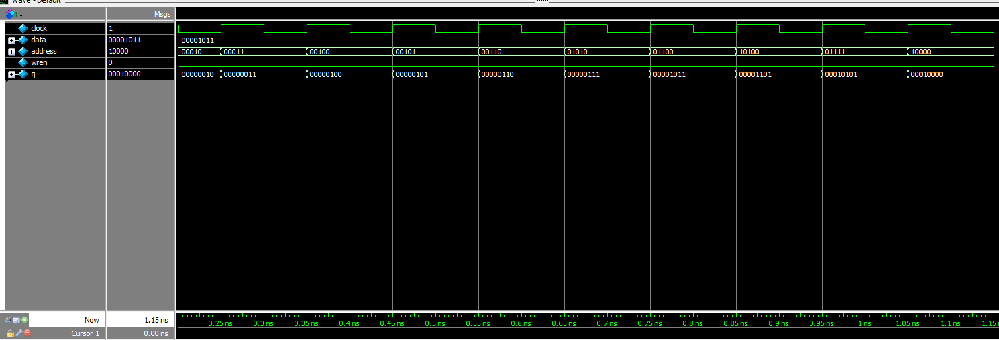 Wave - Default
Msgs
clock 1
data 00001011 00001011
address 10000 00010 00011 00100 00101 00110 01010 01100 10100 01111 10000
wren 0
q 00010000 00000010 00000011 00000100 00000101 00000110 00000111 00001011 00001101 00010101 00010000
Now 1.15 ns 0.25 ns 0.3 ns 0.35 ns 0.4 ns 0.45 ns 0.5 ns 0.55 ns 0.6 ns 0.65 ns 0.7 ns 0.75 ns 0.8 ns 0.85 ns 0.9 ns 0.95 ns 1 ns 1.05 ns 1.1 ns 1.15
Cursor 1 0.00 ns